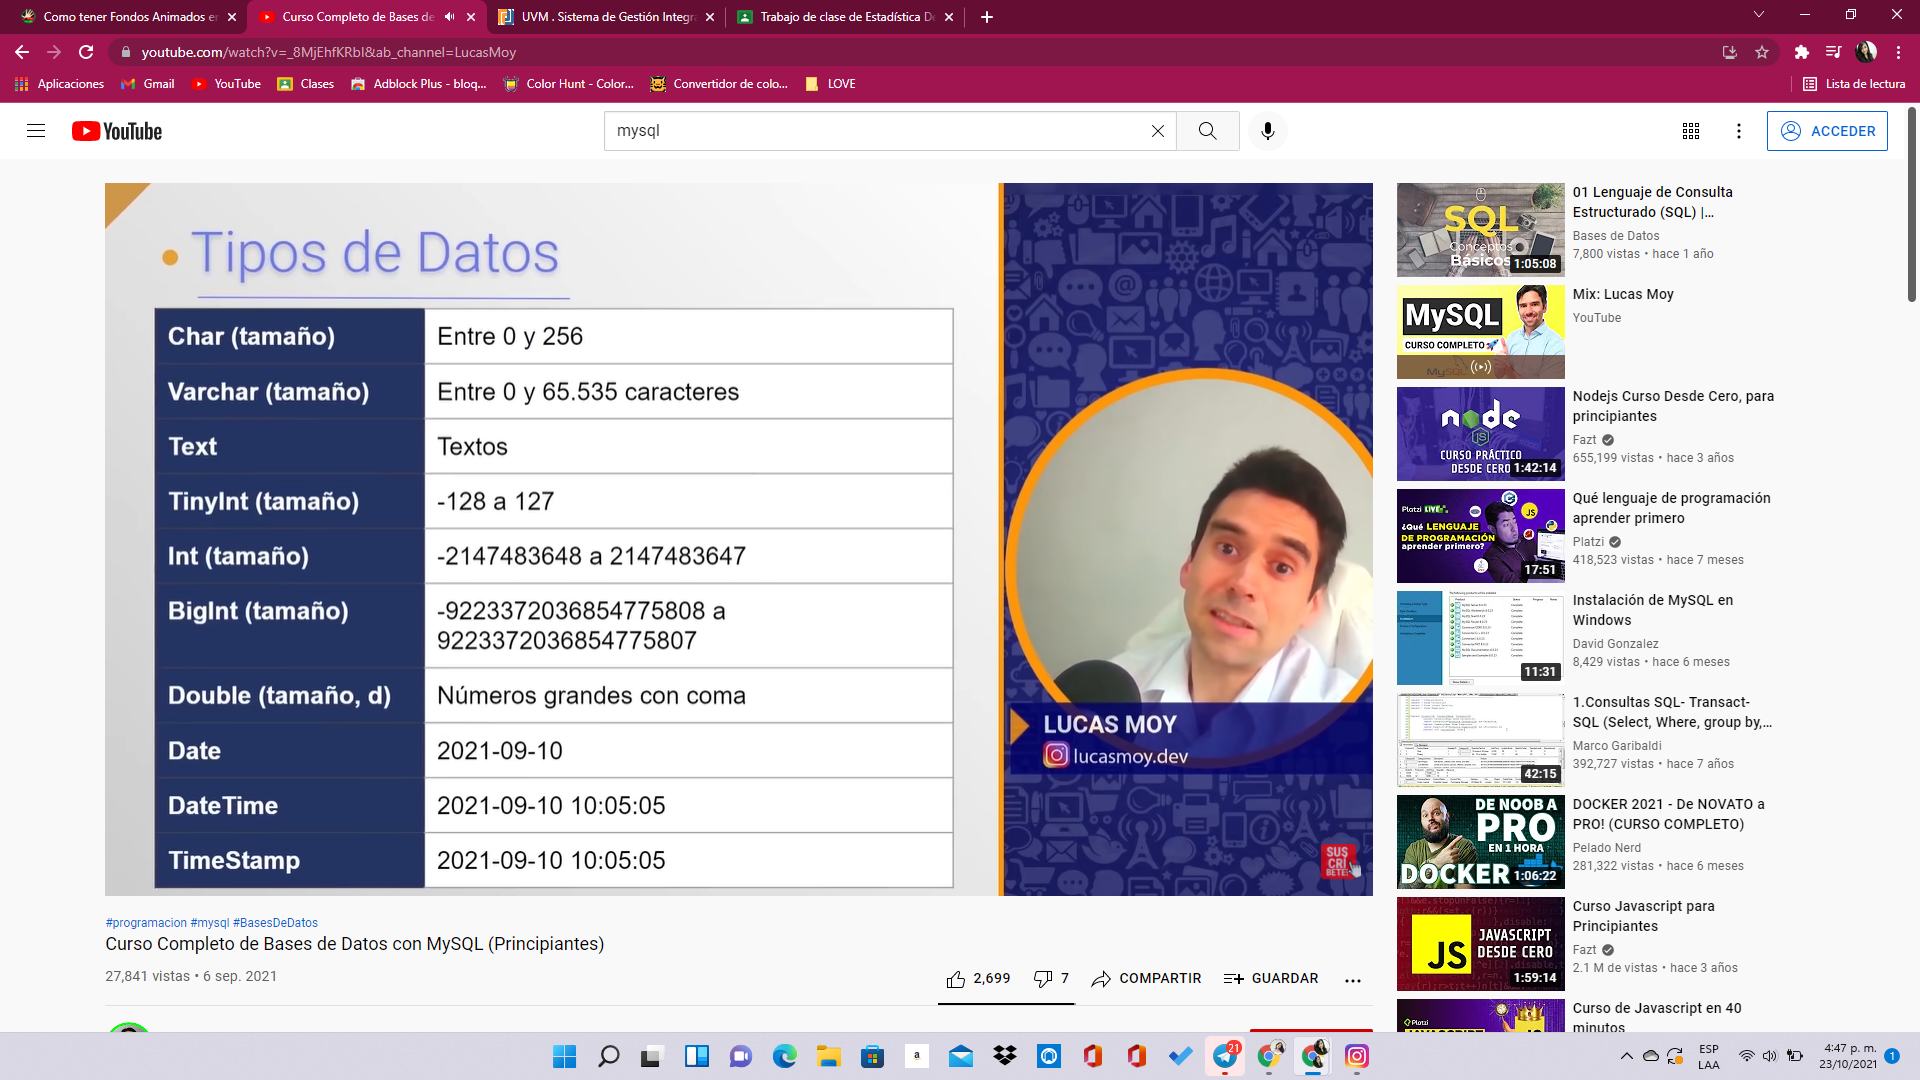 Como tener Fondos Animados en
Curso Completo de Bases de
UVM . Sistema de Gestión Integra
Trabajo de clase de Estadística De
youtube.com/watch?v=_8MjEhfKRbI&ab_channel=LucasMoy
Aplicaciones
Gmail
YouTube
Clases
Adblock Plus - bloq...
Color Hunt - Color...
Convertidor de colo...
LOVE
Lista de lectura
YouTube
mysql
ACCEDER
Tipos de Datos
Char (tamaño) Entre 0 y 256
Varchar (tamaño) Entre 0 y 65.535 caracteres
Text Textos
TinyInt (tamaño) -128 a 127
Int (tamaño) -2147483648 a 2147483647
BigInt (tamaño) -9223372036854775808 a
9223372036854775807
Double (tamaño, d) Números grandes con coma
Date 2021-09-10
DateTime 2021-09-10 10:05:05
TimeStamp 2021-09-10 10:05:05
LUCAS MOY
lucasmoy.dev
SUS
CRI
BETE!
#programacion #mysql #BasesDeDatos
Curso Completo de Bases de Datos con MySQL (Principiantes)
27,841 vistas • 6 sep. 2021
2,699
7
COMPARTIR
GUARDAR
SQL
Conceptos
Básicos
1:05:08
01 Lenguaje de Consulta
Estructurado (SQL) |...
Bases de Datos
7,800 vistas • hace 1 año
MySQL
CURSO COMPLETO
MySQL
Mix: Lucas Moy
YouTube
node
JS
CURSO PRÁCTICO
DESDE CERO
1:42:14
Nodejs Curso Desde Cero, para
principiantes
Fazt
655,199 vistas • hace 3 años
Platzi LIVE
¿Qué LENGUAJE
DE PROGRAMACIÓN
aprender primero?
JS
17:51
Qué lenguaje de programación
aprender primero
Platzi
418,523 vistas • hace 7 meses
11:31
Instalación de MySQL en
Windows
David Gonzalez
8,429 vistas • hace 6 meses
42:15
1.Consultas SQL- Transact-
SQL (Select, Where, group by,...
Marco Garibaldi
392,727 vistas • hace 7 años
DE NOOB A
PRO
EN 1 HORA
DOCKER
1:06:22
DOCKER 2021 - De NOVATO a
PRO! (CURSO COMPLETO)
Pelado Nerd
281,322 vistas • hace 6 meses
JS
JAVASCRIPT
DESDE CERO
1:59:14
Curso Javascript para
Principiantes
Fazt
2.1 M de vistas • hace 3 años
Platzi
Curso de Javascript en 40
minutos
a
21
ESP
LAA
4:47 p. m.
23/10/2021
1